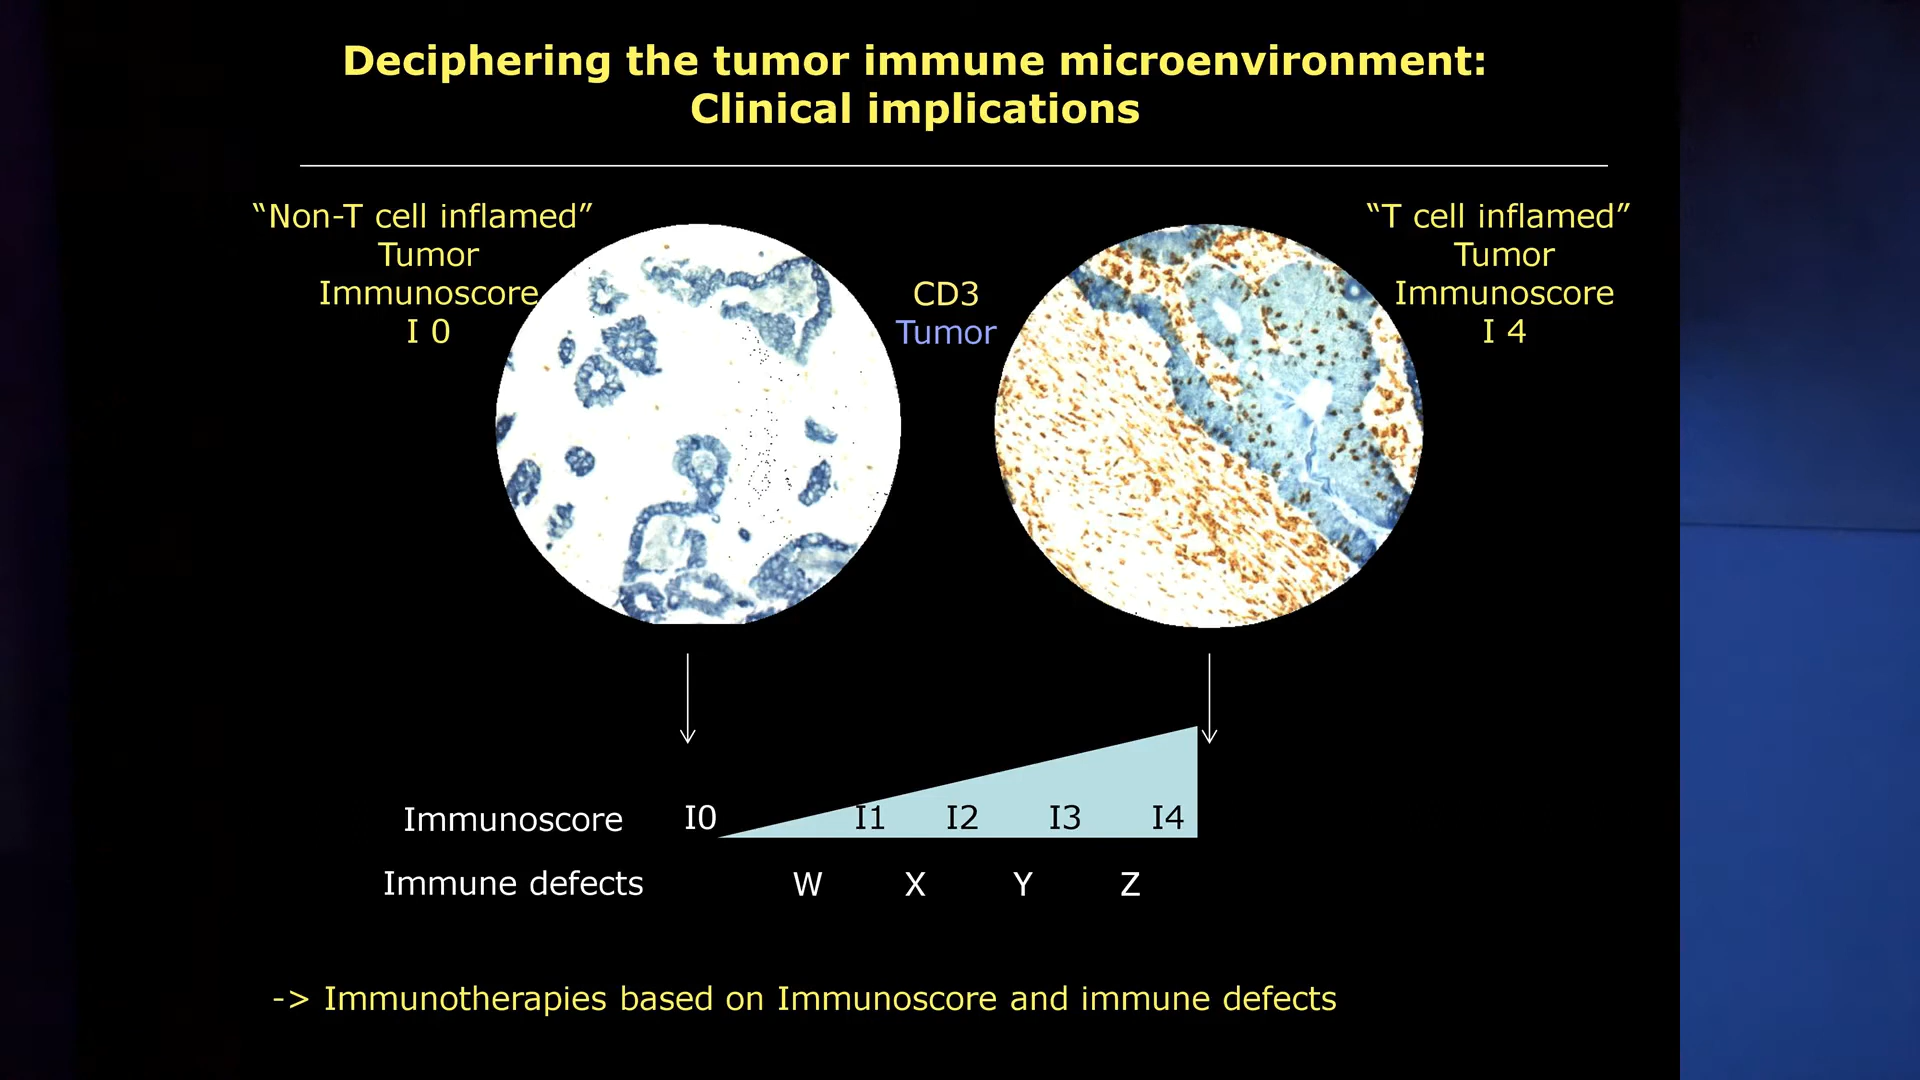 Deciphering the tumor immune microenvironment:
Clinical implications
“Non-T cell inflamed”
Tumor
Immunoscore
I 0
CD3
Tumor
“T cell inflamed”
Tumor
Immunoscore
I 4
Immunoscore I0 I1 I2 I3 I4
Immune defects W X Y Z
-> Immunotherapies based on Immunoscore and immune defects